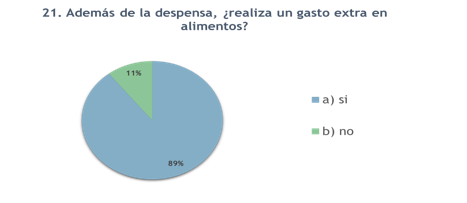 21. Además de la despensa, ¿realiza un gasto extra en
alimentos?
11%
a) si
b) no
89%